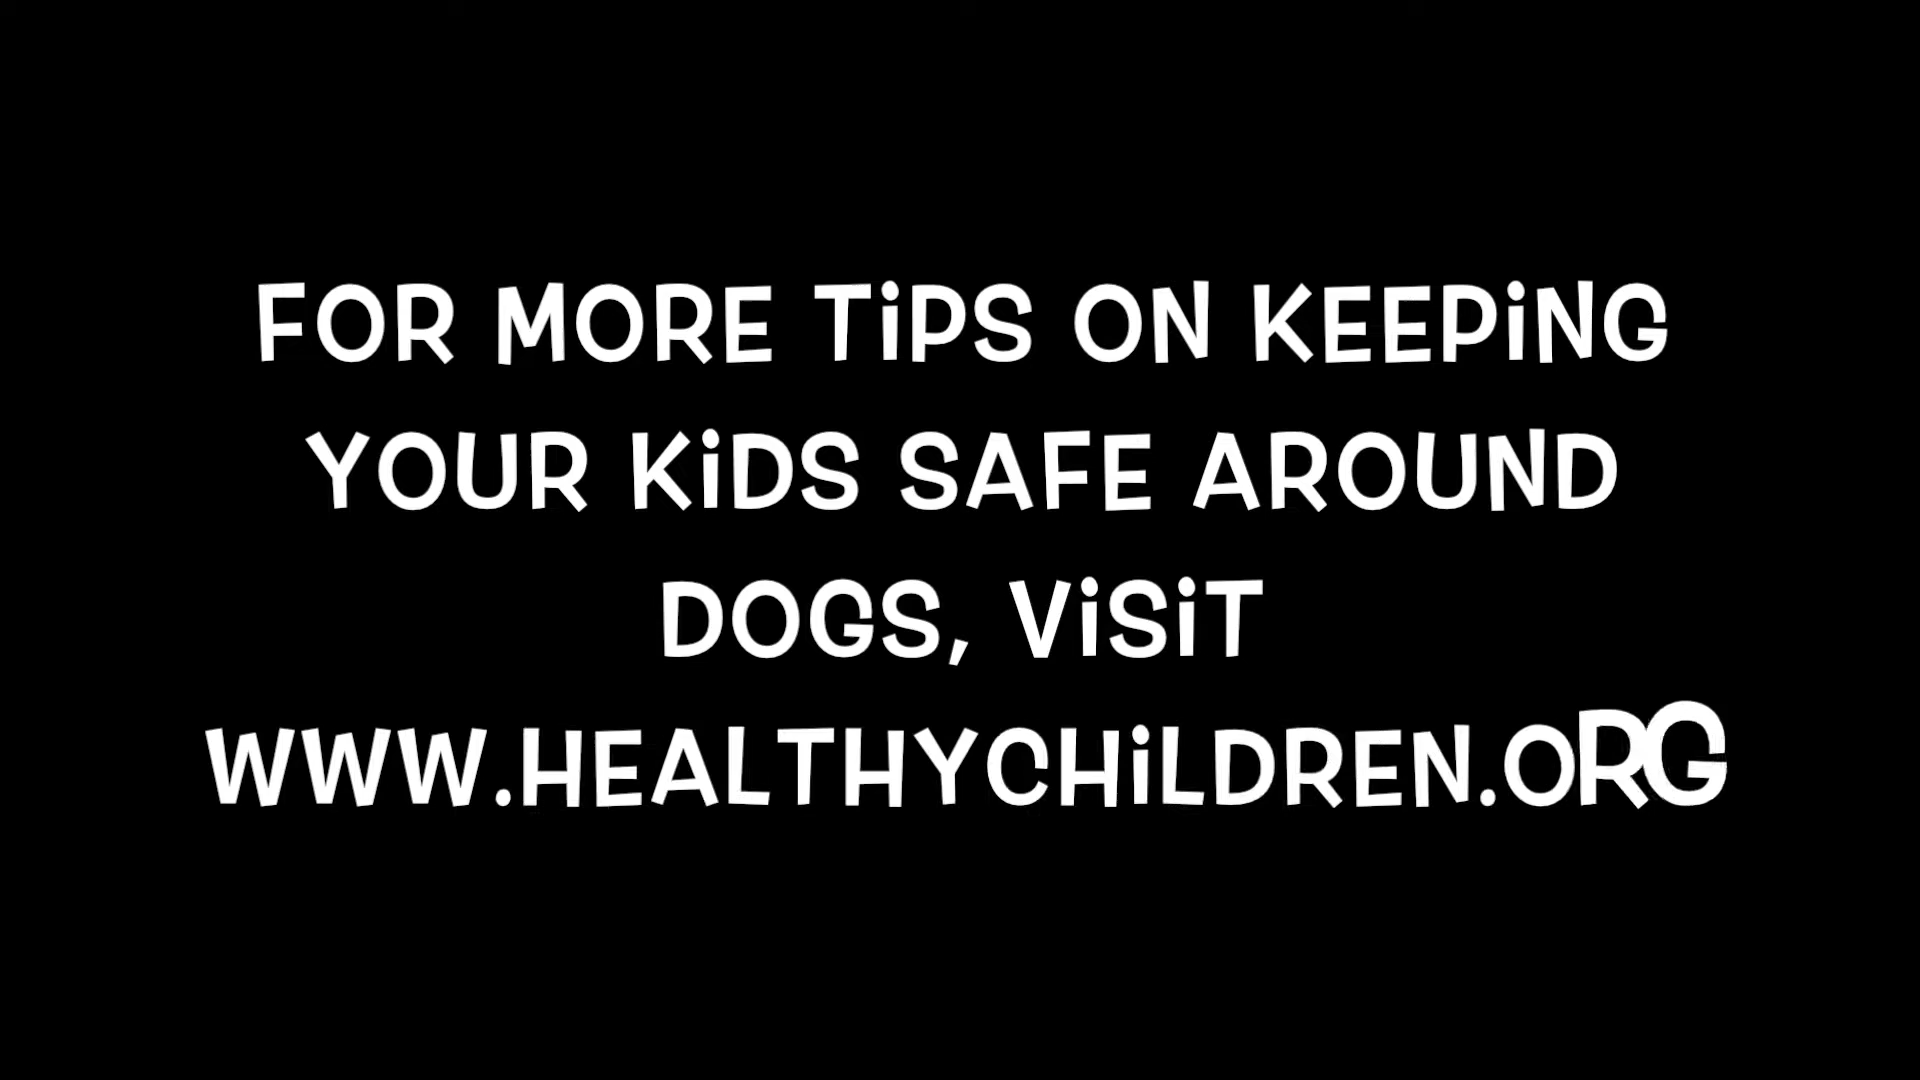 FOR MORE TiPS ON KEEPiNG
YOUR KiDS SAFE AROUND
DOGS, ViSiT
WWW.HEALTHYCHiLDREN.ORG